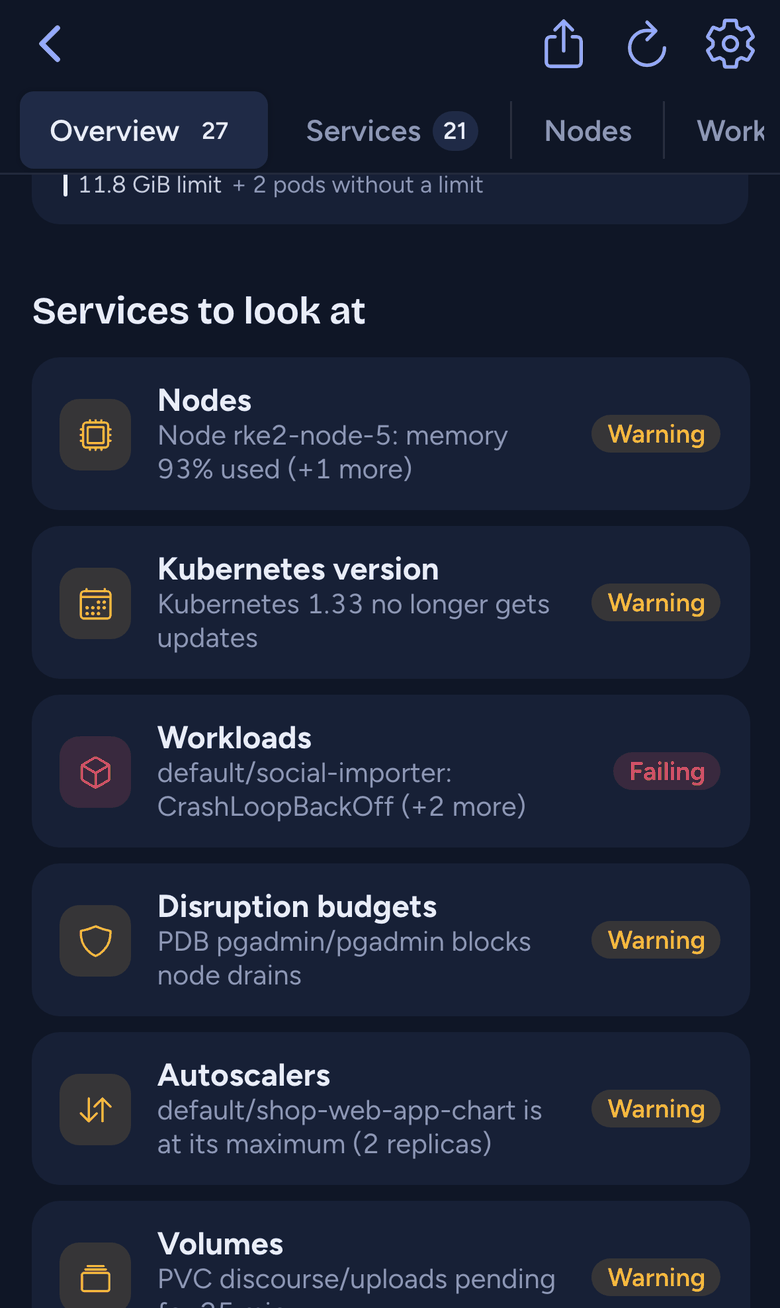 Overview 27 Services 21 Nodes Work
11.8 GiB limit + 2 pods without a limit
Services to look at
Nodes
Node rke2-node-5: memory
93% used (+1 more)
Warning
Kubernetes version
Kubernetes 1.33 no longer gets
updates
Warning
Workloads
default/social-importer:
CrashLoopBackOff (+2 more)
Failing
Disruption budgets
PDB pgadmin/pgadmin blocks
node drains
Warning
Autoscalers
default/shop-web-app-chart is
at its maximum (2 replicas)
Warning
Volumes
PVC discourse/uploads pending
Warning